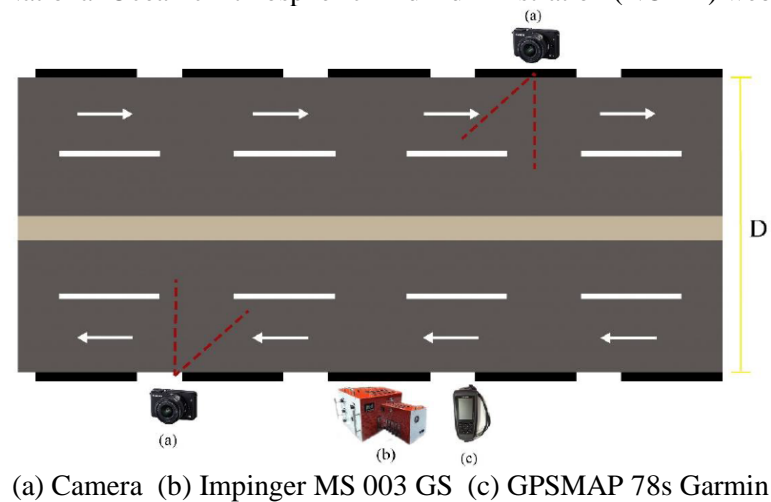 (a)
D
(a)
(b)
(c)
(a) Camera (b) Impinger MS 003 GS (c) GPSMAP 78s Garmin